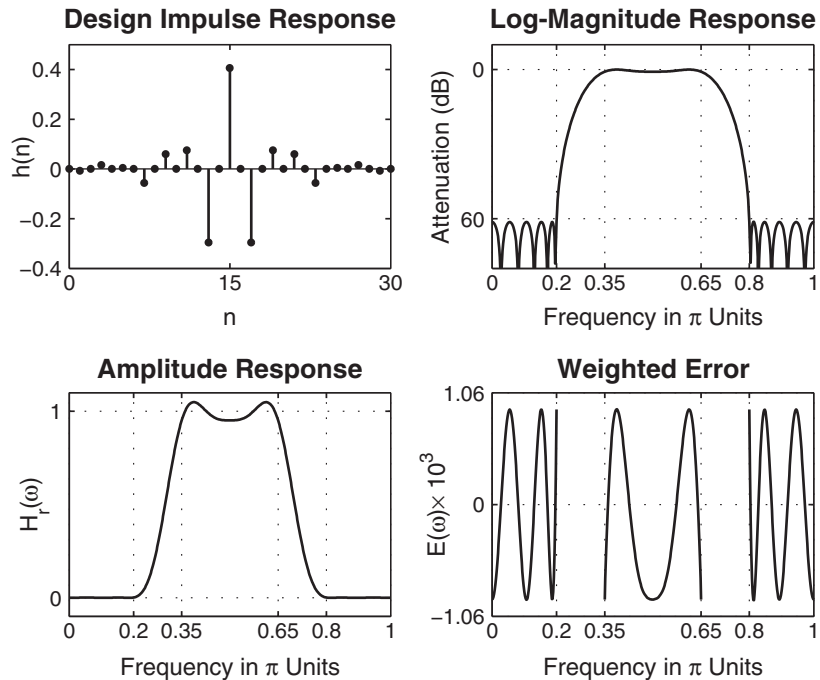 Design Impulse Response
h(n)
0.4
0.2
0
−0.2
−0.4
0 15 30
n
Log-Magnitude Response
Attenuation (dB)
0
60
0 0.2 0.35 0.65 0.8 1
Frequency in π Units
Amplitude Response
Hr(ω)
1
0
0 0.2 0.35 0.65 0.8 1
Frequency in π Units
Weighted Error
E(ω)× 10³
1.06
0
−1.06
0 0.2 0.35 0.65 0.8 1
Frequency in π Units